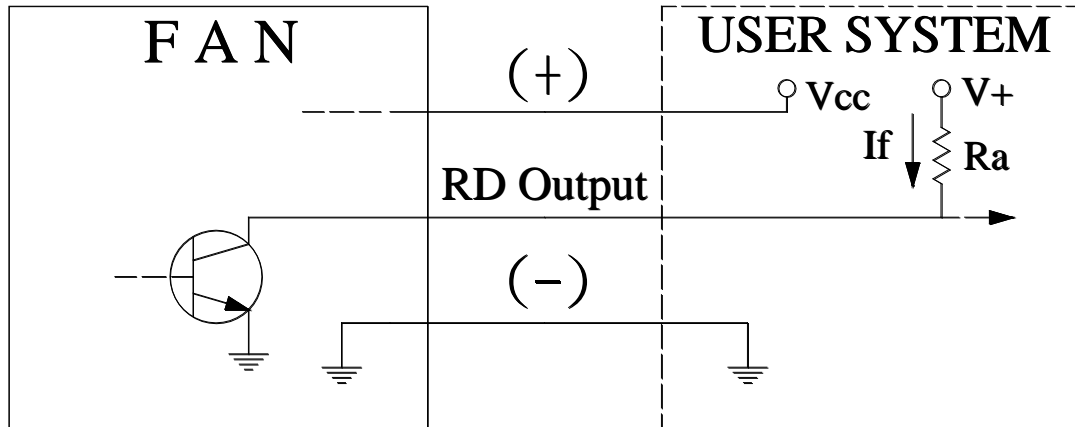 F A N
USER SYSTEM
(+)
Vcc
V+
If
Ra
RD Output
(-)